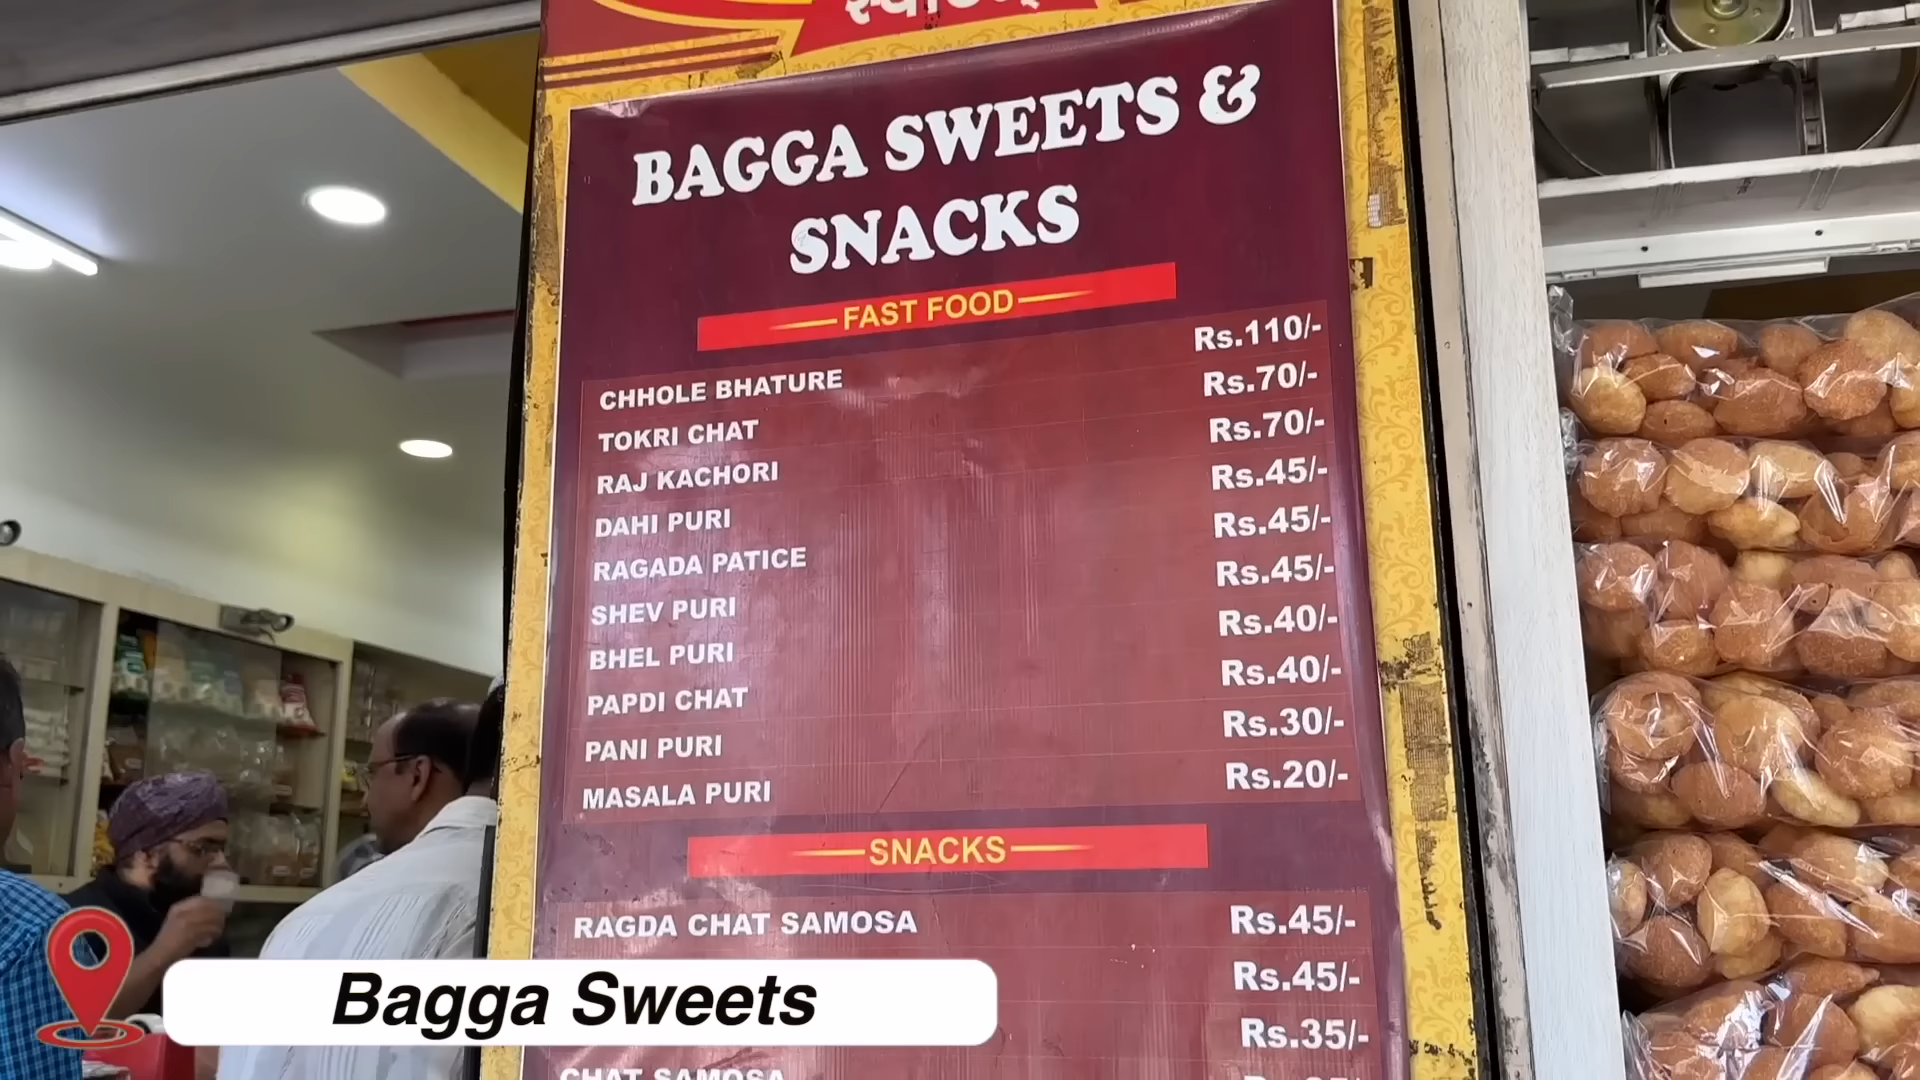 BAGGA SWEETS &
SNACKS
FAST FOOD
CHHOLE BHATURE Rs.110/-
TOKRI CHAT Rs.70/-
RAJ KACHORI Rs.70/-
DAHI PURI Rs.45/-
RAGADA PATICE Rs.45/-
SHEV PURI Rs.45/-
BHEL PURI Rs.40/-
PAPDI CHAT Rs.40/-
PANI PURI Rs.30/-
MASALA PURI Rs.20/-
SNACKS
RAGDA CHAT SAMOSA Rs.45/-
Rs.45/-
Rs.35/-
CHAT SAMOSA
Bagga Sweets